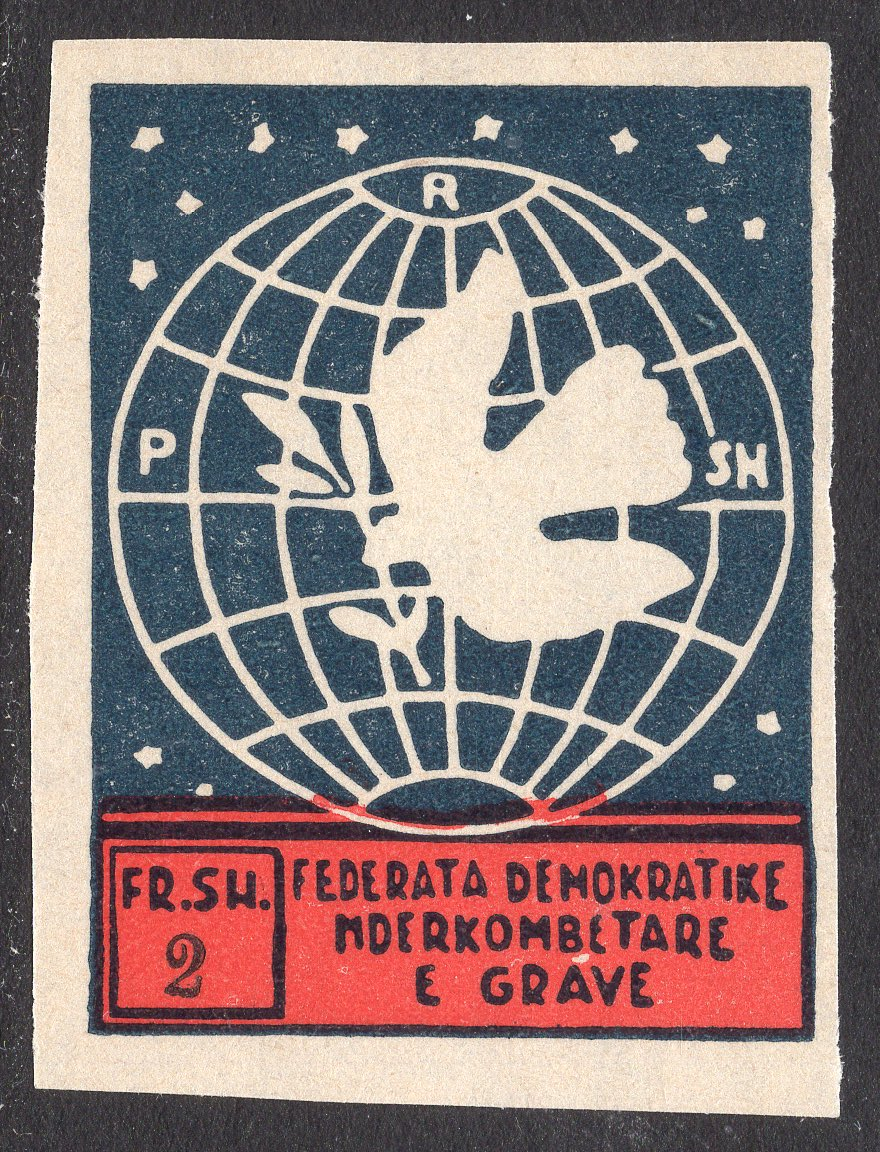 R
P
SH
FR.SH.
2
FEDERATA DEMOKRATIKE
NDERKOMBETARE
E GRAVE